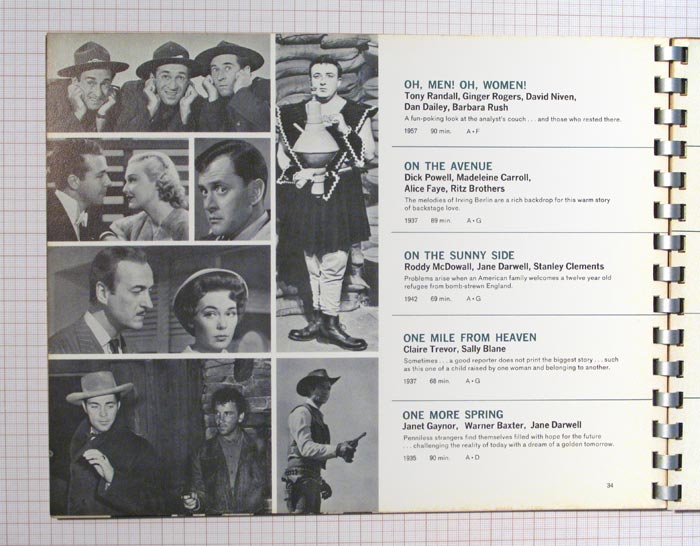 OH, MEN! OH, WOMEN!
Tony Randall, Ginger Rogers, David Niven,
Dan Dailey, Barbara Rush
A fun-poking look at the analyst's couch . . . and those who rested there.
1957 90 min. A • F
ON THE AVENUE
Dick Powell, Madeleine Carroll,
Alice Faye, Ritz Brothers
The melodies of Irving Berlin are a rich backdrop for this warm story
of backstage love.
1937 89 min. A • G
ON THE SUNNY SIDE
Roddy McDowall, Jane Darwell, Stanley Clements
Problems arise when an American family welcomes a twelve year old
refugee from bomb-strewn England.
1942 69 min. A • G
ONE MILE FROM HEAVEN
Claire Trevor, Sally Blane
Sometimes . . . a good reporter does not print the biggest story . . . such
as this one of a child raised by one woman and belonging to another.
1937 68 min. A • G
ONE MORE SPRING
Janet Gaynor, Warner Baxter, Jane Darwell
Penniless strangers find themselves filled with hope for the future
. . . challenging the reality of today with a dream of a golden tomorrow.
1935 90 min. A • D
34